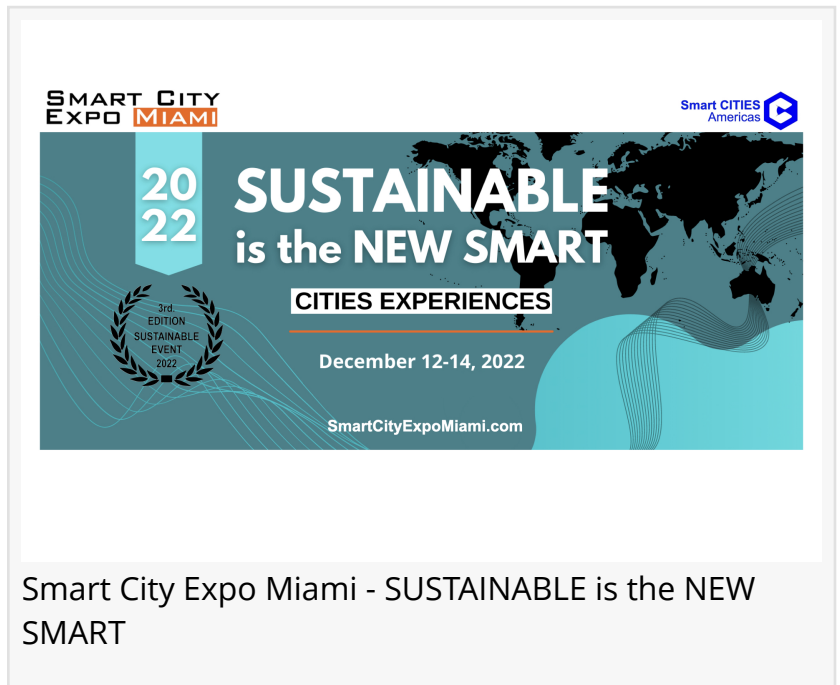 SMART CITY
EXPO MIAMI
Smart CITIES
Americas
20
22
SUSTAINABLE
is the NEW SMART
CITIES EXPERIENCES
3rd.
EDITION
SUSTAINABLE
EVENT
2022
December 12-14, 2022
SmartCityExpoMiami.com
Smart City Expo Miami - SUSTAINABLE is the NEW
SMART